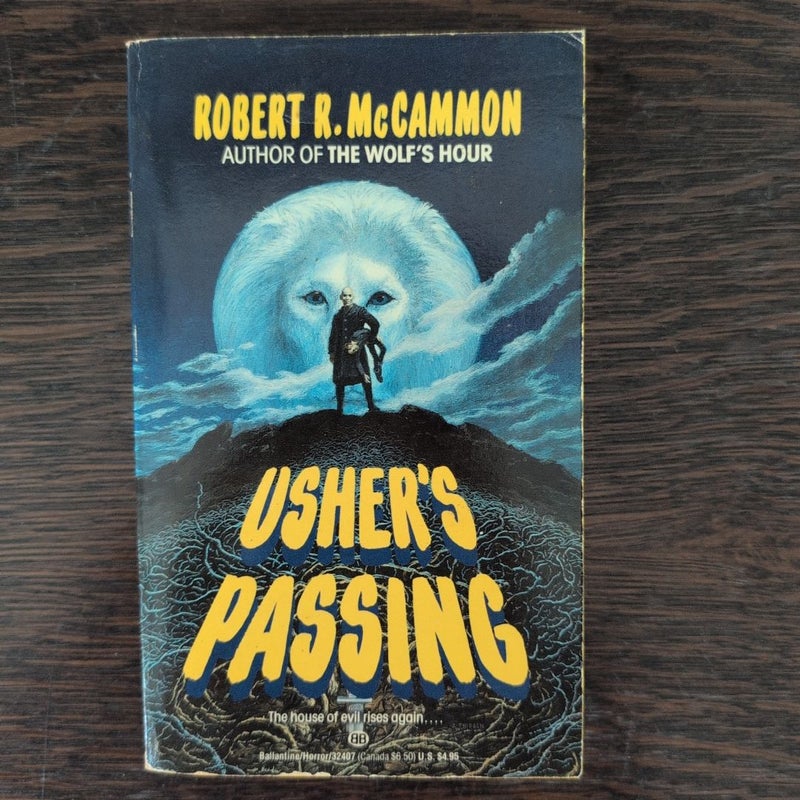 ROBERT R. McCAMMON
AUTHOR OF THE WOLF'S HOUR
USHER'S
PASSING
The house of evil rises again....
BB
Ballantine/Horror/32407 (Canada $6.50) U.S. $4.95